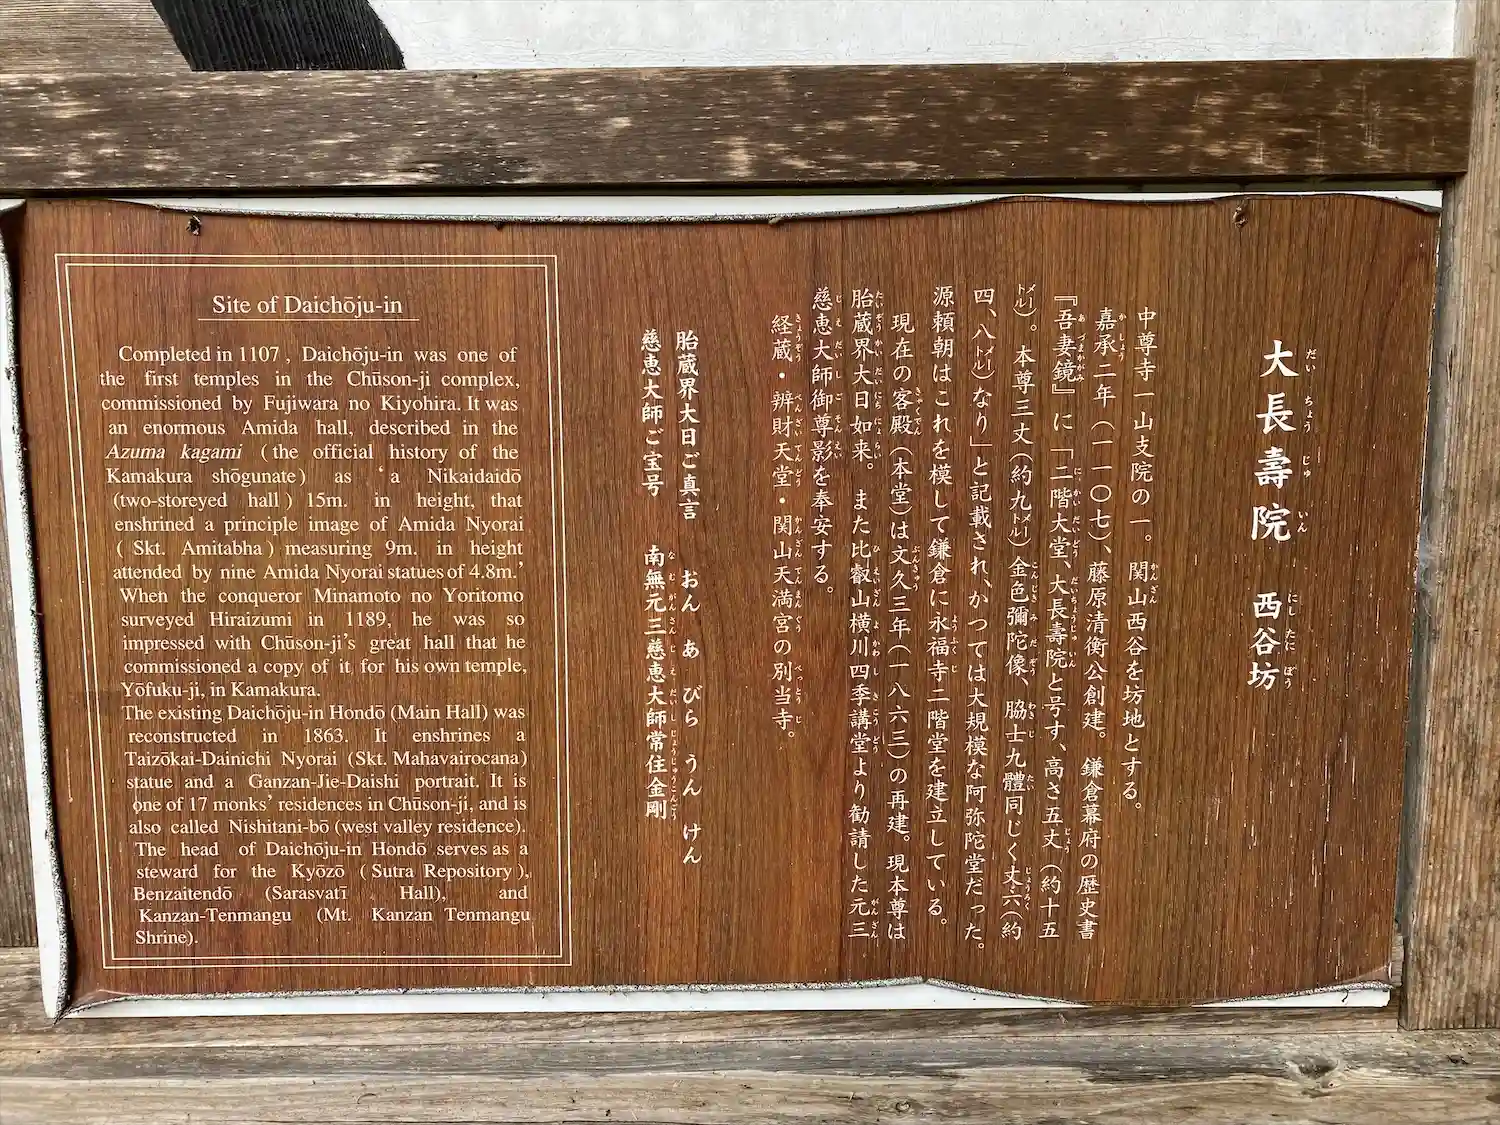 大長壽院 西谷坊
中尊寺一山支院の一。関山西谷を坊地とする。
嘉承二年（一一〇七）、藤原清衡公創建。鎌倉幕府の歴史書
『吾妻鏡』に「二階大堂、大長壽院と号す、高さ五丈（約十五
メートル）。本尊三丈（約九メートル）金色彌陀像、脇士九體同じく丈六（約
四、八メートル）なり」と記載され、かつては大規模な阿弥陀堂だった。
源頼朝はこれを模して鎌倉に永福寺二階堂を建立している。
現在の客殿（本堂）は文久三年（一八六三）の再建。現本尊は
胎蔵界大日如来。また比叡山横川四季講堂より勧請した元三
慈恵大師御尊影を奉安する。
経蔵・辨財天堂・関山天満宮の別当寺。
胎蔵界大日ご真言 おん あ びら うん けん
慈恵大師ご宝号 南無元三慈恵大師常住金剛
Site of Daichōju-in
Completed in 1107 , Daichōju-in was one of
the first temples in the Chūson-ji complex,
commissioned by Fujiwara no Kiyohira. It was
an enormous Amida hall, described in the
Azuma kagami ( the official history of the
Kamakura shōgunate ) as ‘ a Nikaidaidō
(two-storeyed hall ) 15m. in height, that
enshrined a principle image of Amida Nyorai
( Skt. Amitabha ) measuring 9m. in height
attended by nine Amida Nyorai statues of 4.8m.’
When the conqueror Minamoto no Yoritomo
surveyed Hiraizumi in 1189, he was so
impressed with Chūson-ji’s great hall that he
commissioned a copy of it for his own temple,
Yōfuku-ji, in Kamakura.
The existing Daichōju-in Hondō (Main Hall) was
reconstructed in 1863. It enshrines a
Taizōkai-Dainichi Nyorai (Skt. Mahavairocana)
statue and a Ganzan-Jie-Daishi portrait. It is
one of 17 monks’ residences in Chūson-ji, and is
also called Nishitani-bō (west valley residence).
The head of Daichōju-in Hondō serves as a
steward for the Kyōzō ( Sutra Repository ),
Benzaitendō (Sarasvatī Hall), and
Kanzan-Tenmangu (Mt. Kanzan Tenmangu
Shrine).